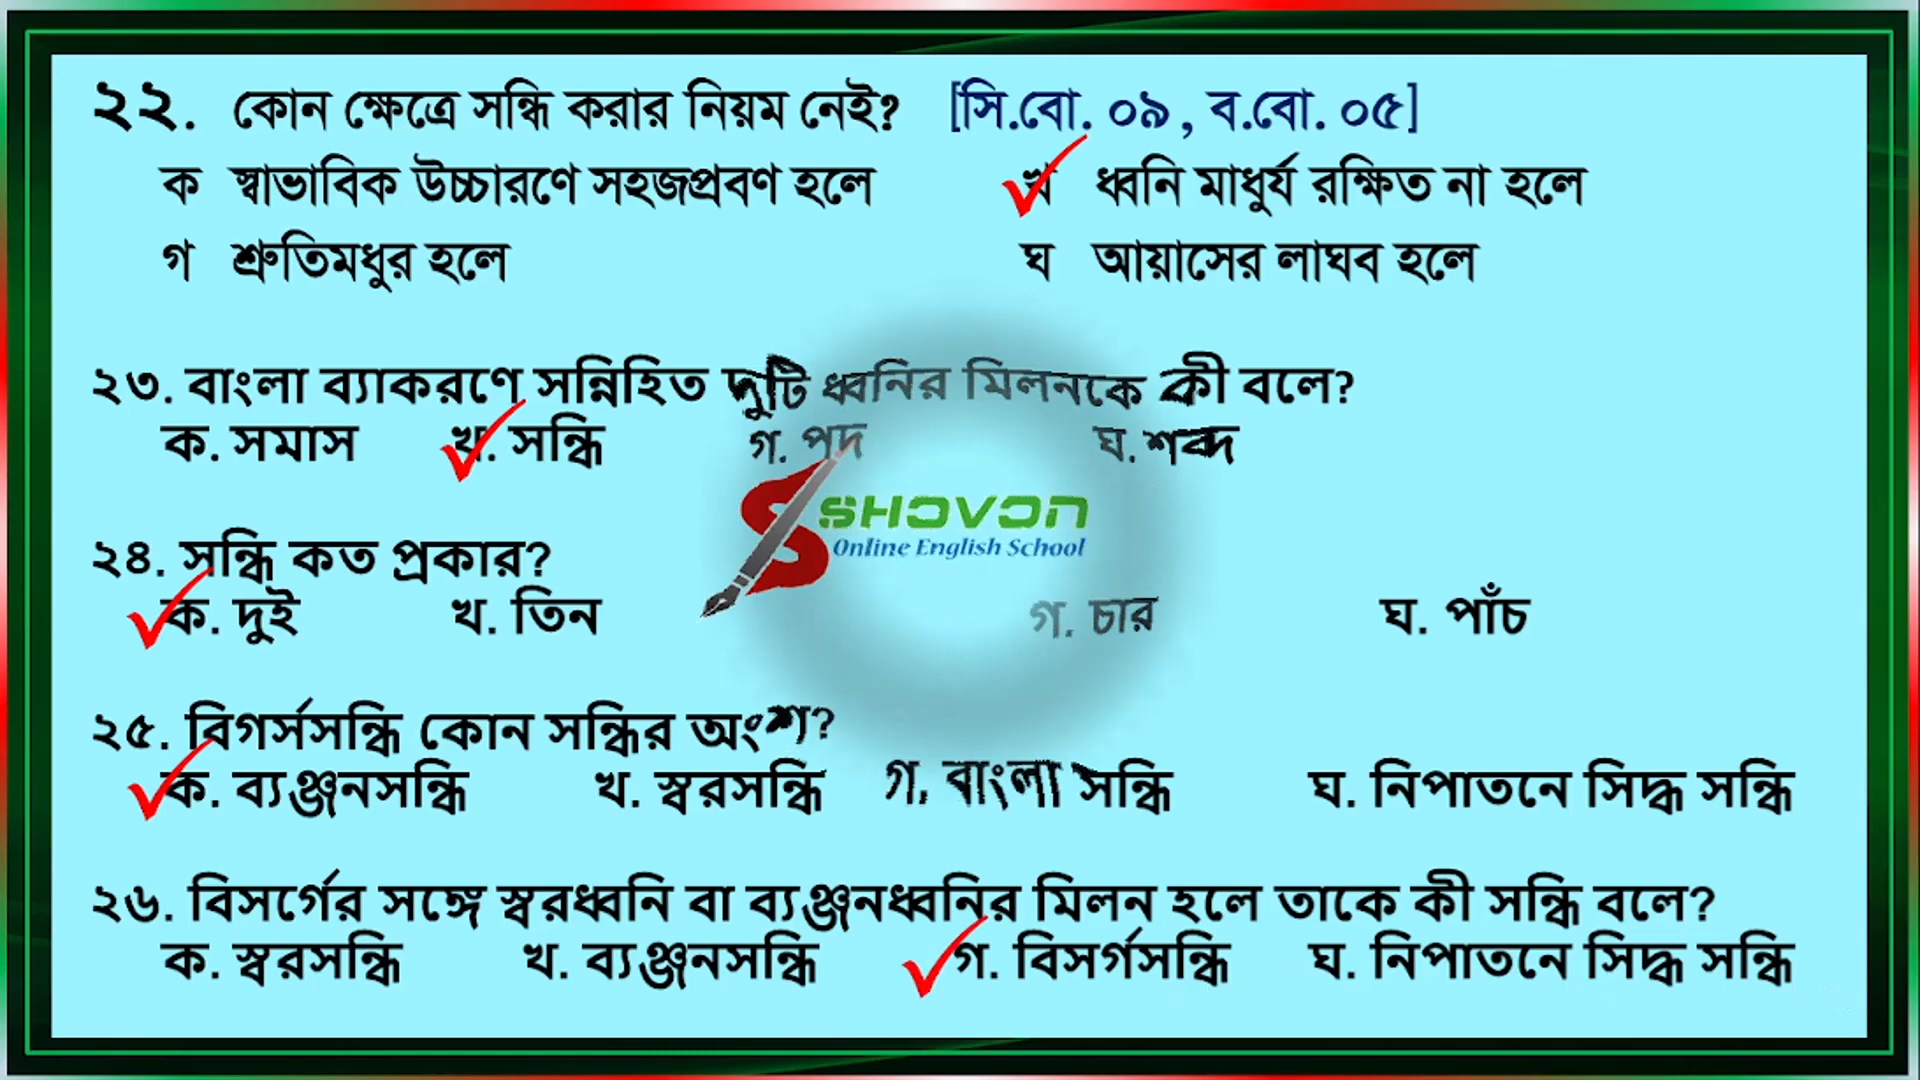 ২২. কোন ক্ষেত্রে সন্ধি করার নিয়ম নেই? [সি.বো. ০৯, ব.বো. ০৫]
ক স্বাভাবিক উচ্চারণে সহজপ্রবণ হলে খ ধ্বনি মাধুর্য রক্ষিত না হলে
গ শ্রুতিমধুর হলে ঘ আয়াসের লাঘব হলে
২৩. বাংলা ব্যাকরণে সন্নিহিত দুটি ধ্বনির মিলনকে কী বলে?
ক. সমাস খ. সন্ধি গ. পদ ঘ. শব্দ
SHOVON
Online English School
২৪. সন্ধি কত প্রকার?
ক. দুই খ. তিন গ. চার ঘ. পাঁচ
২৫. বিগর্সসন্ধি কোন সন্ধির অংশ?
ক. ব্যঞ্জনসন্ধি খ. স্বরসন্ধি গ. বাংলা সন্ধি ঘ. নিপাতনে সিদ্ধ সন্ধি
২৬. বিসর্গের সঙ্গে স্বরধ্বনি বা ব্যঞ্জনধ্বনির মিলন হলে তাকে কী সন্ধি বলে?
ক. স্বরসন্ধি খ. ব্যঞ্জনসন্ধি গ. বিসর্গসন্ধি ঘ. নিপাতনে সিদ্ধ সন্ধি